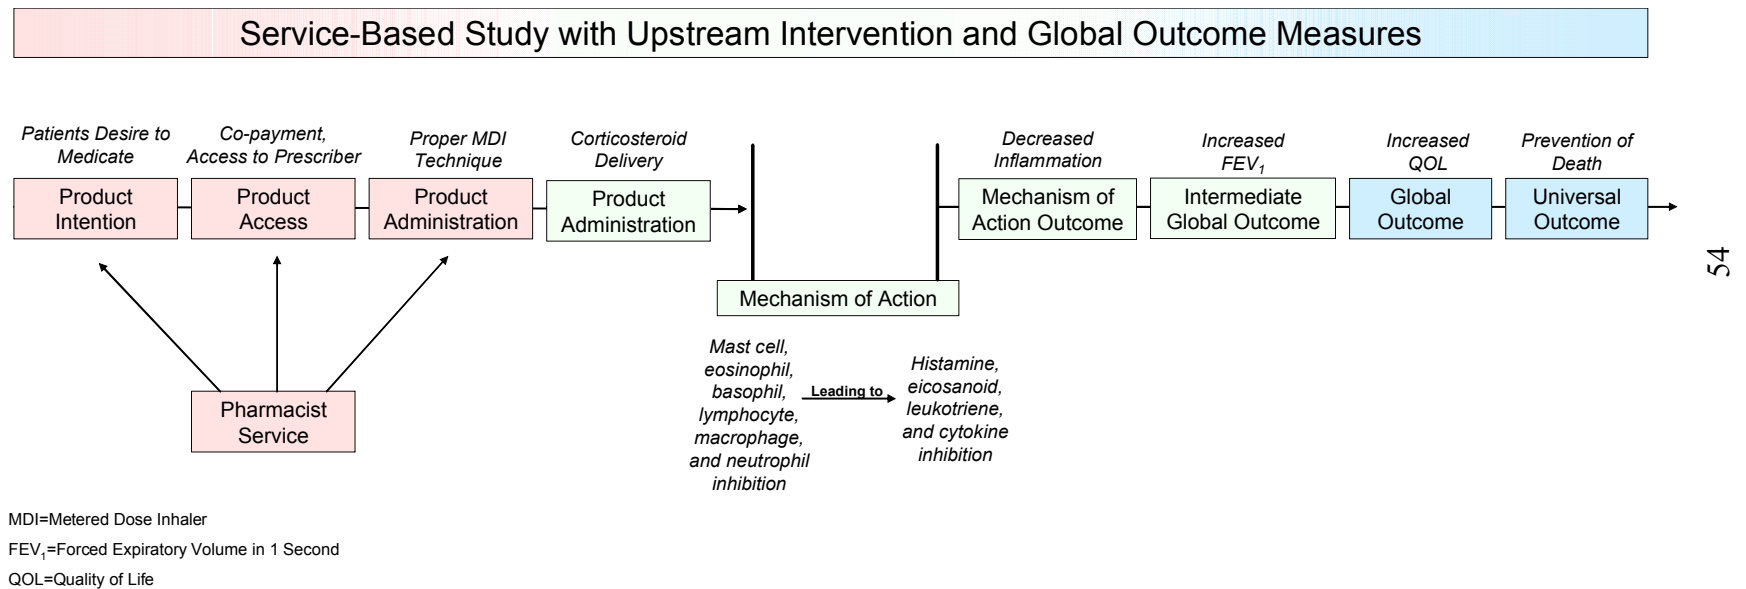 Service-Based Study with Upstream Intervention and Global Outcome Measures
Patients Desire to
Medicate
Co-payment,
Access to Prescriber
Proper MDI
Technique
Corticosteroid
Delivery
Decreased
Inflammation
Increased
FEV1
Increased
QOL
Prevention of
Death
Product
Intention
Product
Access
Product
Administration
Product
Administration
Mechanism of
Action Outcome
Intermediate
Global Outcome
Global
Outcome
Universal
Outcome
54
Mechanism of Action
Mast cell,
eosinophil,
basophil,
lymphocyte,
macrophage,
and neutrophil
inhibition
Leading to
Histamine,
eicosanoid,
leukotriene,
and cytokine
inhibition
Pharmacist
Service
MDI=Metered Dose Inhaler
FEV1=Forced Expiratory Volume in 1 Second
QOL=Quality of Life